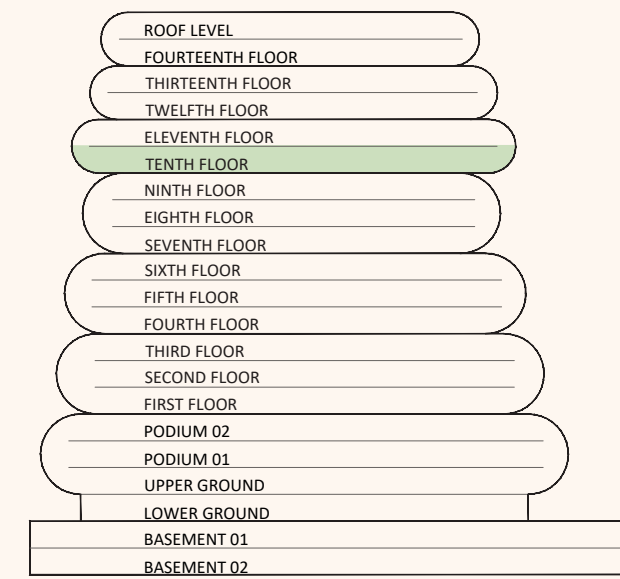 ROOF LEVEL
FOURTEENTH FLOOR
THIRTEENTH FLOOR
TWELFTH FLOOR
ELEVENTH FLOOR
TENTH FLOOR
NINTH FLOOR
EIGHTH FLOOR
SEVENTH FLOOR
SIXTH FLOOR
FIFTH FLOOR
FOURTH FLOOR
THIRD FLOOR
SECOND FLOOR
FIRST FLOOR
PODIUM 02
PODIUM 01
UPPER GROUND
LOWER GROUND
BASEMENT 01
BASEMENT 02